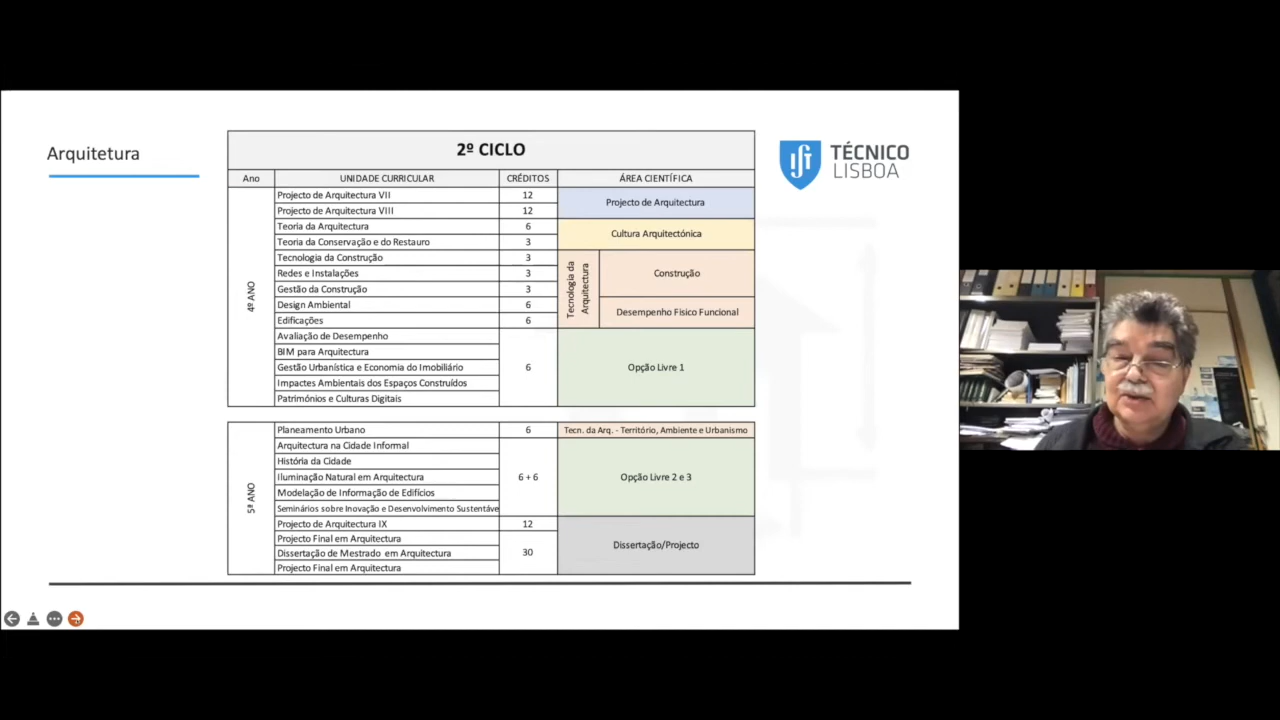 Arquitetura
2º CICLO
TÉCNICO
LISBOA
Ano UNIDADE CURRICULAR CRÉDITOS ÁREA CIENTÍFICA
4º ANO
Projecto de Arquitectura VII 12 Projecto de Arquitectura
Projecto de Arquitectura VIII 12
Teoria da Arquitectura 6 Cultura Arquitectónica
Teoria da Conservação e do Restauro 3
Tecnologia da Arquitectura
Tecnologia da Construção 3 Construção
Redes e Instalações 3
Gestão da Construção 3
Design Ambiental 6 Desempenho Fisico Funcional
Edificações 6
Avaliação de Desempenho
BIM para Arquitectura
Gestão Urbanística e Economia do Imobiliário 6 Opção Livre 1
Impactes Ambientais dos Espaços Construídos
Patrimónios e Culturas Digitais
5ª ANO
Planeamento Urbano 6 Tecn. da Arq. - Território, Ambiente e Urbanismo
Arquitectura na Cidade Informal
História da Cidade
Iluminação Natural em Arquitectura 6 + 6 Opção Livre 2 e 3
Modelação de Informação de Edifícios
Seminários sobre Inovação e Desenvolvimento Sustentáve
Projecto de Arquitectura IX 12
Projecto Final em Arquitectura
Dissertação de Mestrado em Arquitectura 30 Dissertação/Projecto
Projecto Final em Arquitectura